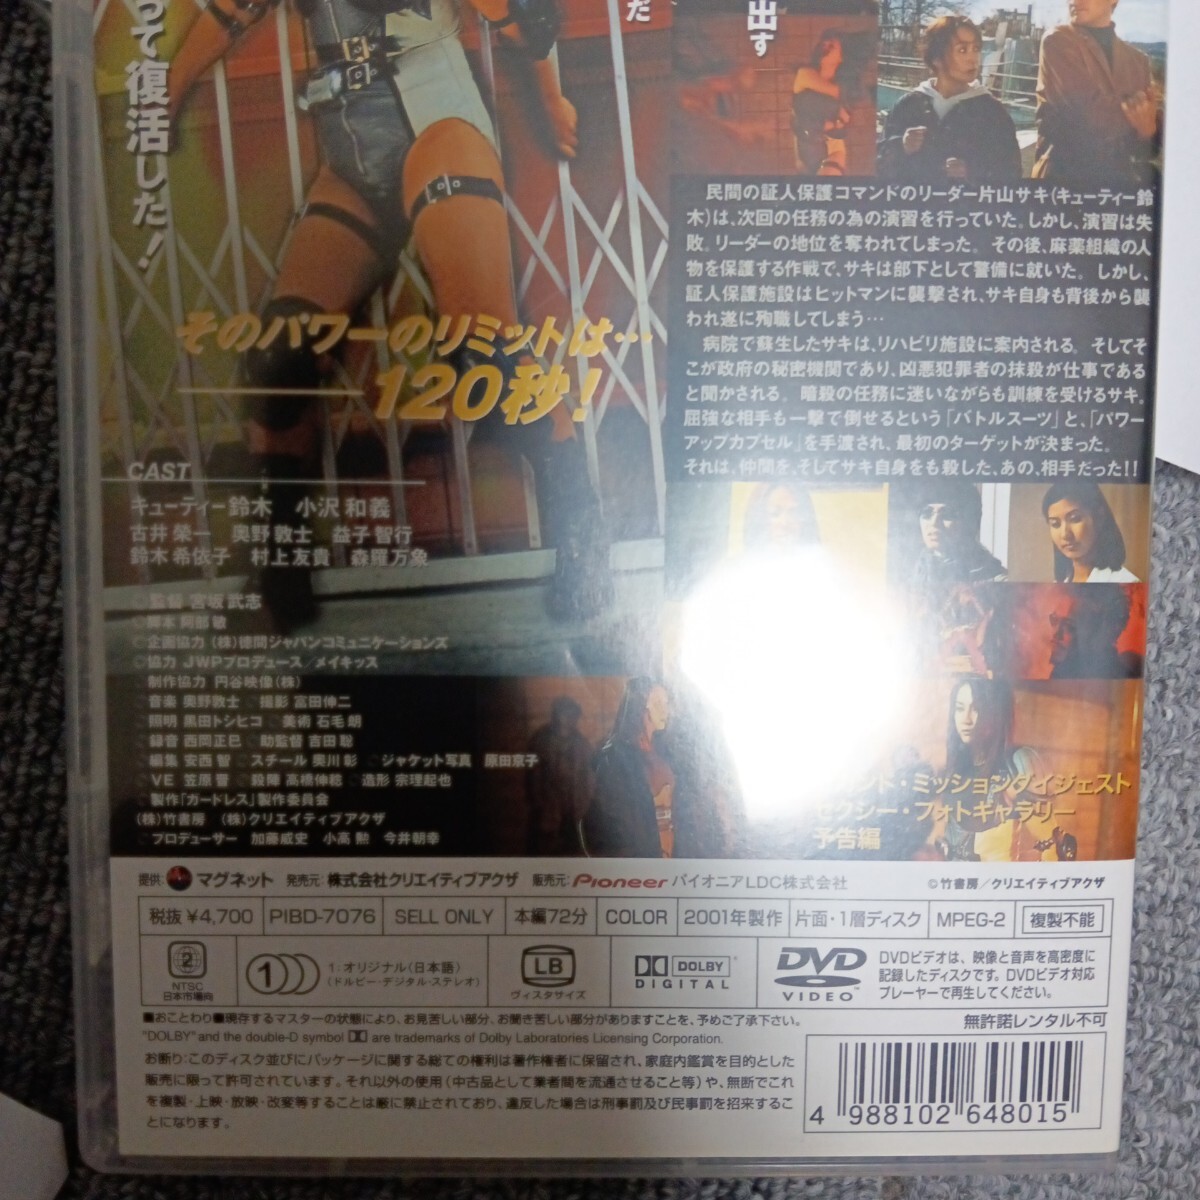 って復活した!
だ
出す
民間の証人保護コマンドのリーダー片山サキ(キューティー鈴
木)は、次回の任務の為の演習を行っていた。しかし、演習は失
敗。リーダーの地位を奪われてしまった。その後、麻薬組織の人
物を保護する作戦で、サキは部下として警備に就いた。しかし、
証人保護施設はヒットマンに襲撃され、サキ自身も背後から襲
われ遂に殉職してしまう…
病院で蘇生したサキは、リハビリ施設に案内される。そしてそ
こが政府の秘密機関であり、凶悪犯罪者の抹殺が仕事である
と聞かされる。暗殺の任務に迷いながらも訓練を受けるサキ。
屈強な相手も一撃で倒せるという「バトルスーツ」と、「パワー
アップカプセル」を手渡され、最初のターゲットが決まった。
それは、仲間を、そしてサキ自身をも殺した、あの、相手だった!!
そのパワーのリミットは…
120秒!
CAST
キューティー鈴木 小沢 和義
古井 榮一 奥野 敦士 益子 智行
鈴木 希依子 村上 友貴 森羅万象
監督 宮坂 武志
脚本 阿部 敏
企画協力 (株)徳間ジャパンコミュニケーションズ
協力 JWPプロデュース/メイキッス
制作協力 円谷映像(株)
音楽 奥野敦士 撮影 富田伸二
照明 黒田トシヒコ 美術 石毛 朗
録音 西岡正巳 助監督 吉田 聡
編集 安西 智 スチール 奥川 彰 ジャケット写真 原田京子
VE 笠原 晋 殺陣 高橋伸稔 造形 宗理起也
製作「ガードレス」製作委員会
(株)竹書房 (株)クリエイティブアクザ
プロデューサー 加藤威史 小高 勲 今井朝幸
ント・ミッションダイジェスト
セクシー・フォトギャラリー
予告編
提供: マグネット 発売元: 株式会社クリエイティブアクザ 販売元: Pioneer パイオニアLDC株式会社 ©竹書房/クリエイティブアクザ
税抜 ¥4,700 PIBD-7076 SELL ONLY 本編72分 COLOR 2001年製作 片面・1層ディスク MPEG-2 複製不能
2
NTSC
日本市場向
1
1:オリジナル(日本語)
(ドルビー・デジタル・ステレオ)
LB
ヴィスタサイズ
DOLBY
DIGITAL
DVD
VIDEO
DVDビデオは、映像と音声を高密度に
記録したディスクです。DVDビデオ対応
プレーヤーで再生してください。
■おことわり■現存するマスターの状態により、お見苦しい部分、お聞き苦しい部分がありますことを、予めご了承下さい。
無許諾レンタル不可
"DOLBY" and the double-D symbol are trademarks of Dolby Laboratories Licensing Corporation.
お断り:このディスク並びにパッケージに関する総ての権利は著作権者に保留され、家庭内鑑賞を目的とした
販売に限って許可されています。それ以外の使用(中古品として業者間を流通させること等)や、無断でこれ
を複製・上映・放映・改変等することは厳に禁止されており、違反した場合は刑事罰及び民事罰を招来するこ
とになります。
4 988102 648015